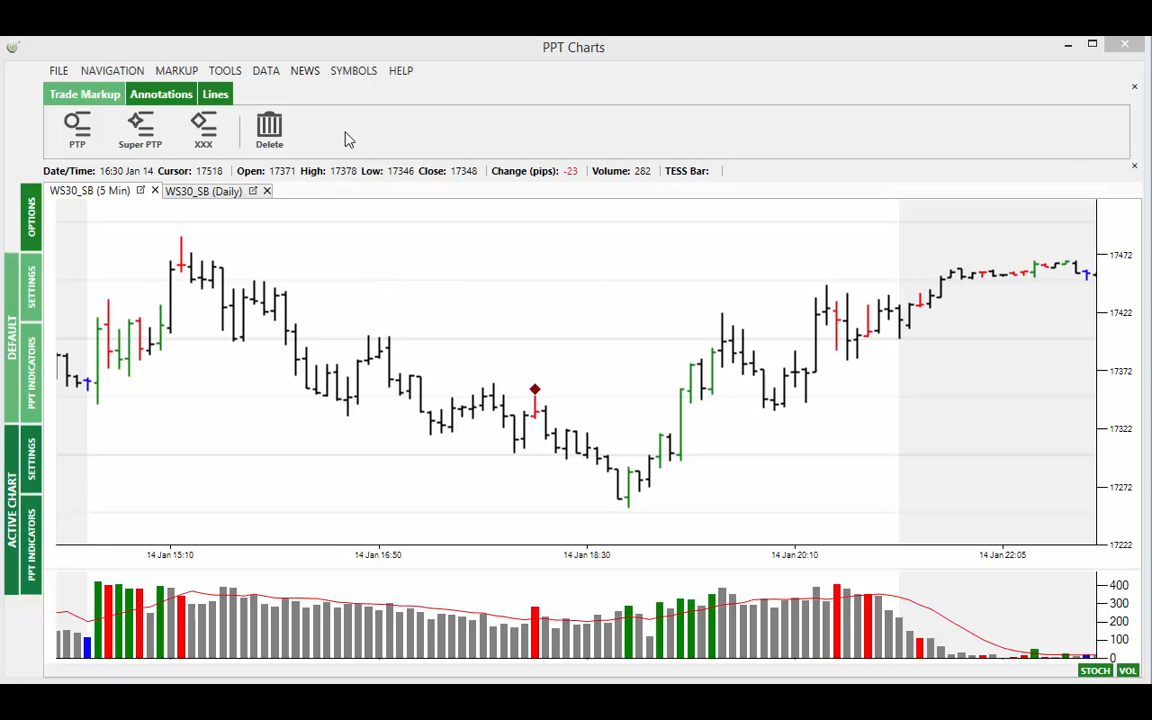 PPT Charts
FILE NAVIGATION MARKUP TOOLS DATA NEWS SYMBOLS HELP
Trade Markup Annotations Lines
PTP Super PTP XXX Delete
Date/Time: 16:30 Jan 14 Cursor: 17518 Open: 17371 High: 17378 Low: 17346 Close: 17348 Change (pips): -23 Volume: 282 TESS Bar:
WS30_SB (5 Min) WS30_SB (Daily)
OPTIONS
DEFAULT
SETTINGS
PPT INDICATORS
ACTIVE CHART
SETTINGS
PPT INDICATORS
17472
17422
17372
17322
17272
17222
14 Jan 15:10 14 Jan 16:50 14 Jan 18:30 14 Jan 20:10 14 Jan 22:05
400
300
200
100
0
STOCH VOL